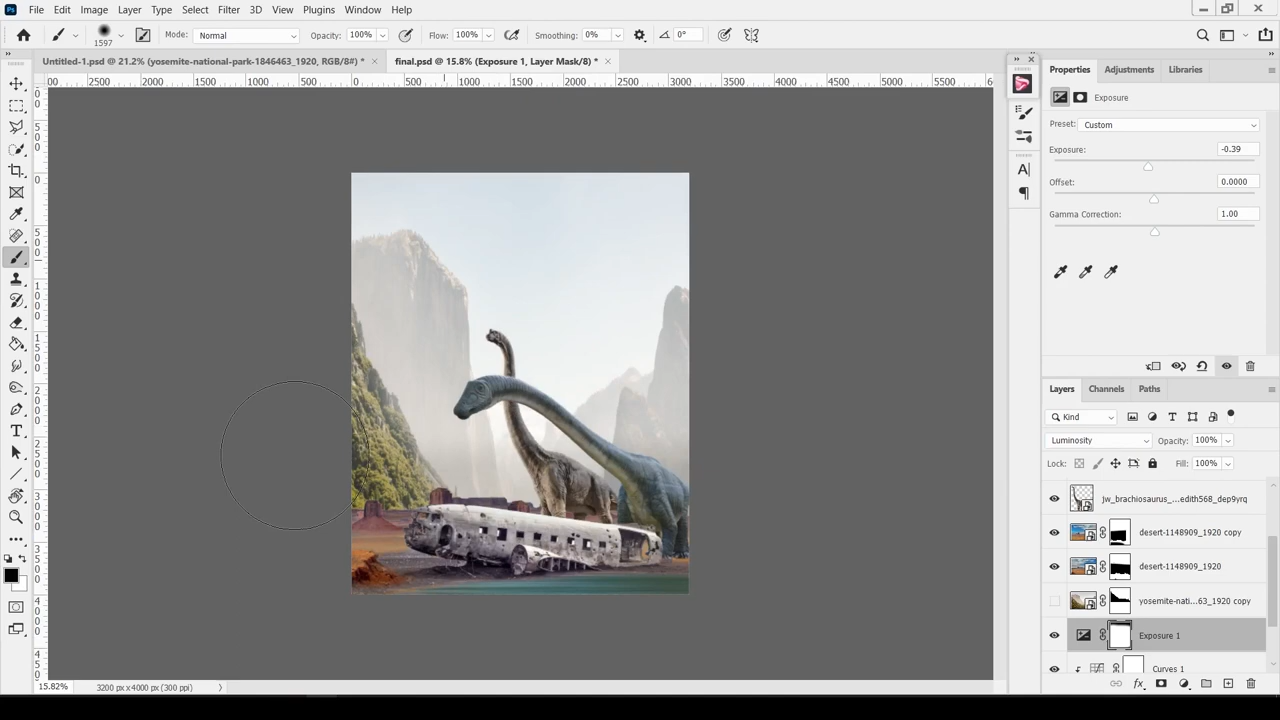 Ps File Edit Image Layer Type Select Filter 3D View Plugins Window Help
1597 Mode: Normal Opacity: 100% Flow: 100% Smoothing: 0% 0°
Untitled-1.psd @ 21.2% (yosemite-national-park-1846463_1920, RGB/8#) * × final.psd @ 15.8% (Exposure 1, Layer Mask/8) * ×
00 2500 2000 1500 1000 500 0 500 1000 1500 2000 2500 3000 3500 4000 4500 5000 5500 6
Properties Adjustments Libraries
Exposure
Preset: Custom
Exposure: -0.39
Offset: 0.0000
Gamma Correction: 1.00
Layers Channels Paths
Kind
Luminosity Opacity: 100%
Lock: Fill: 100%
jw_brachiosaurus_...edith568_dep9yrq
desert-1148909_1920 copy
desert-1148909_1920
yosemite-nati...63_1920 copy
Exposure 1
Curves 1
15.82% 3200 px x 4000 px (300 ppi)